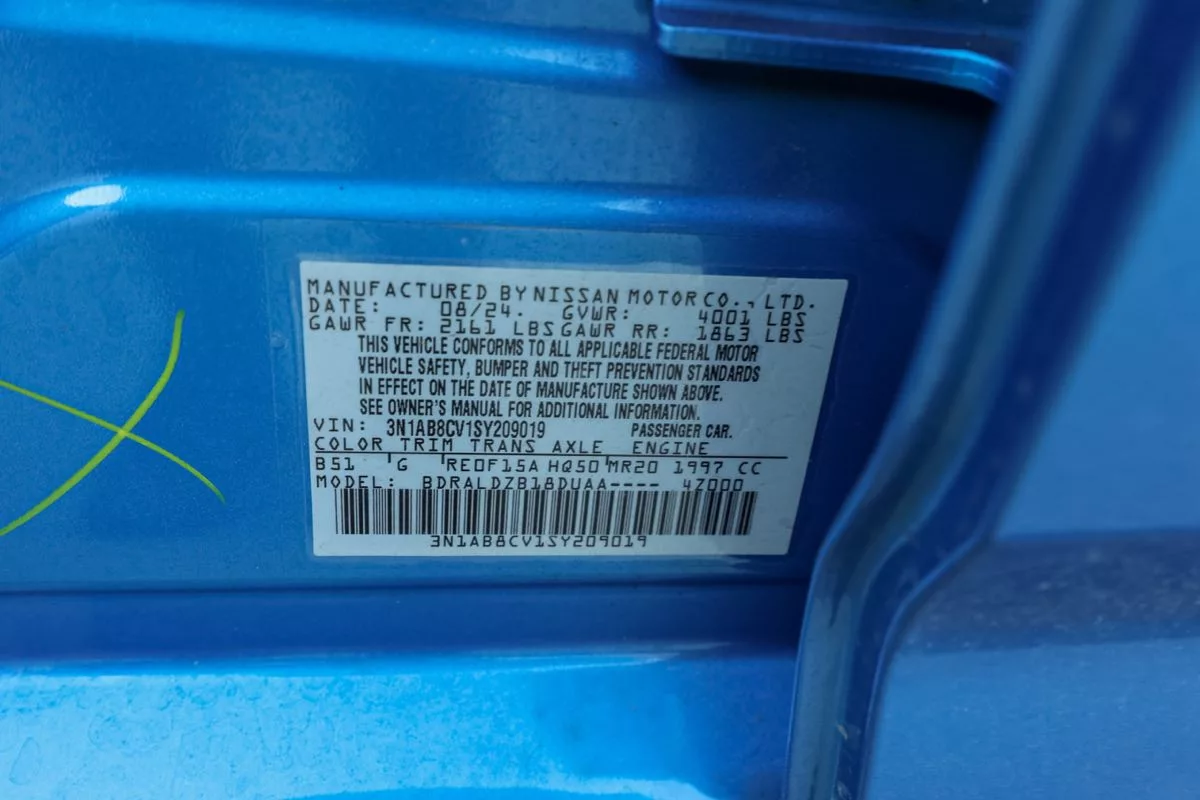 MANUFACTURED BY NISSAN MOTOR CO., LTD.
DATE: 08/24. GVWR: 4001 LBS
GAWR FR: 2161 LBS GAWR RR: 1863 LBS
THIS VEHICLE CONFORMS TO ALL APPLICABLE FEDERAL MOTOR
VEHICLE SAFETY, BUMPER AND THEFT PREVENTION STANDARDS
IN EFFECT ON THE DATE OF MANUFACTURE SHOWN ABOVE.
SEE OWNER'S MANUAL FOR ADDITIONAL INFORMATION.
VIN: 3N1AB8CV1SY209019 PASSENGER CAR.
COLOR TRIM TRANS AXLE ENGINE
B51 G RE0F15A HQ50 MR20 1997 CC
MODEL: BDRALDZB18DUAA---- 4Z000
3N1AB8CV1SY209019